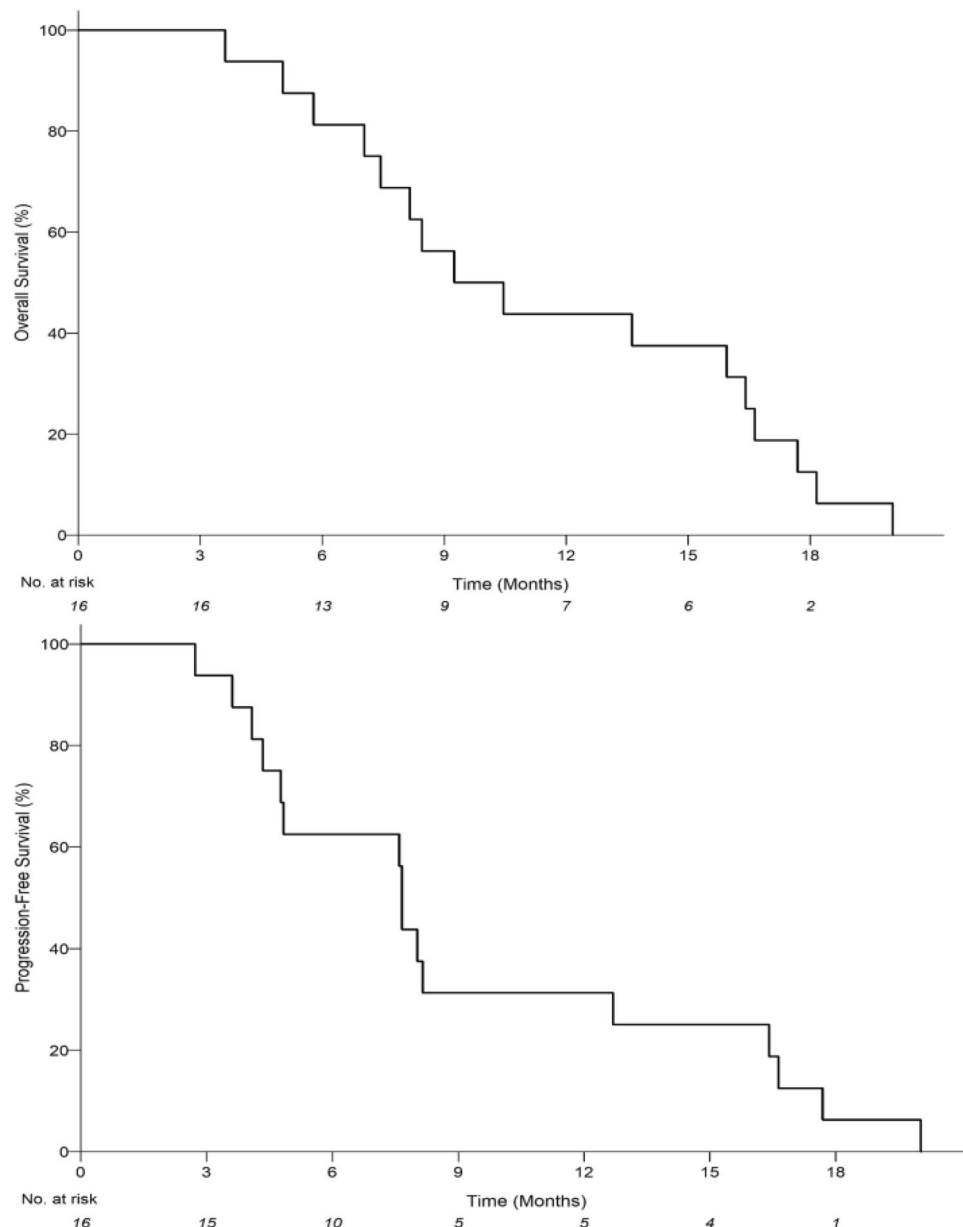 100
80
60
40
20
0
Overall Survival (%)
0 3 6 9 12 15 18
No. at risk
Time (Months)
16 16 13 9 7 6 2
100
80
60
40
20
0
Progression-Free Survival (%)
0 3 6 9 12 15 18
No. at risk
Time (Months)
16 15 10 5 5 4 1